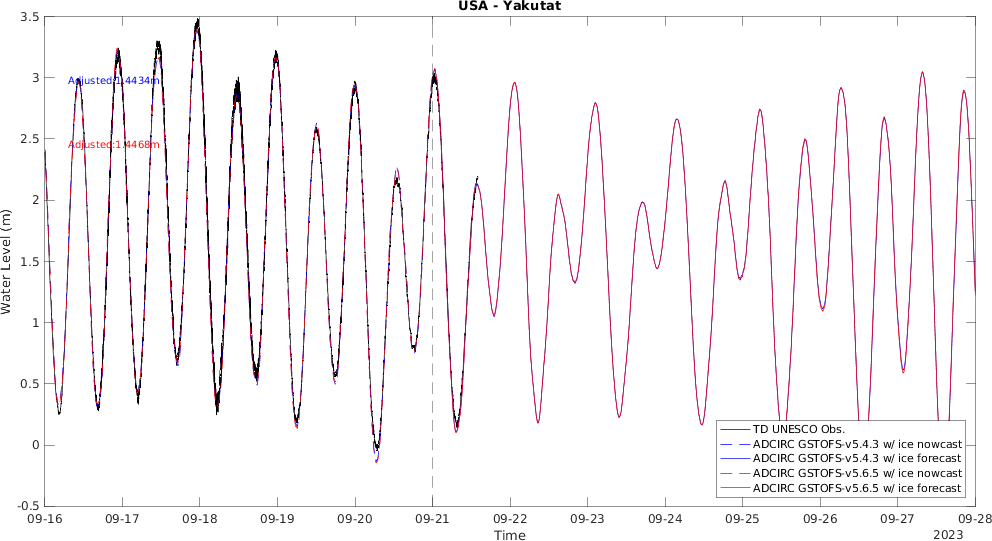 USA - Yakutat
3.5
3
2.5
2
1.5
1
0.5
0
-0.5
Water Level (m)
Adjusted:1.4434m
Adjusted:1.4468m
TD UNESCO Obs.
ADCIRC GSTOFS-v5.4.3 w/ ice nowcast
ADCIRC GSTOFS-v5.4.3 w/ ice forecast
ADCIRC GSTOFS-v5.6.5 w/ ice nowcast
ADCIRC GSTOFS-v5.6.5 w/ ice forecast
09-16 09-17 09-18 09-19 09-20 09-21 09-22 09-23 09-24 09-25 09-26 09-27 09-28
Time
2023